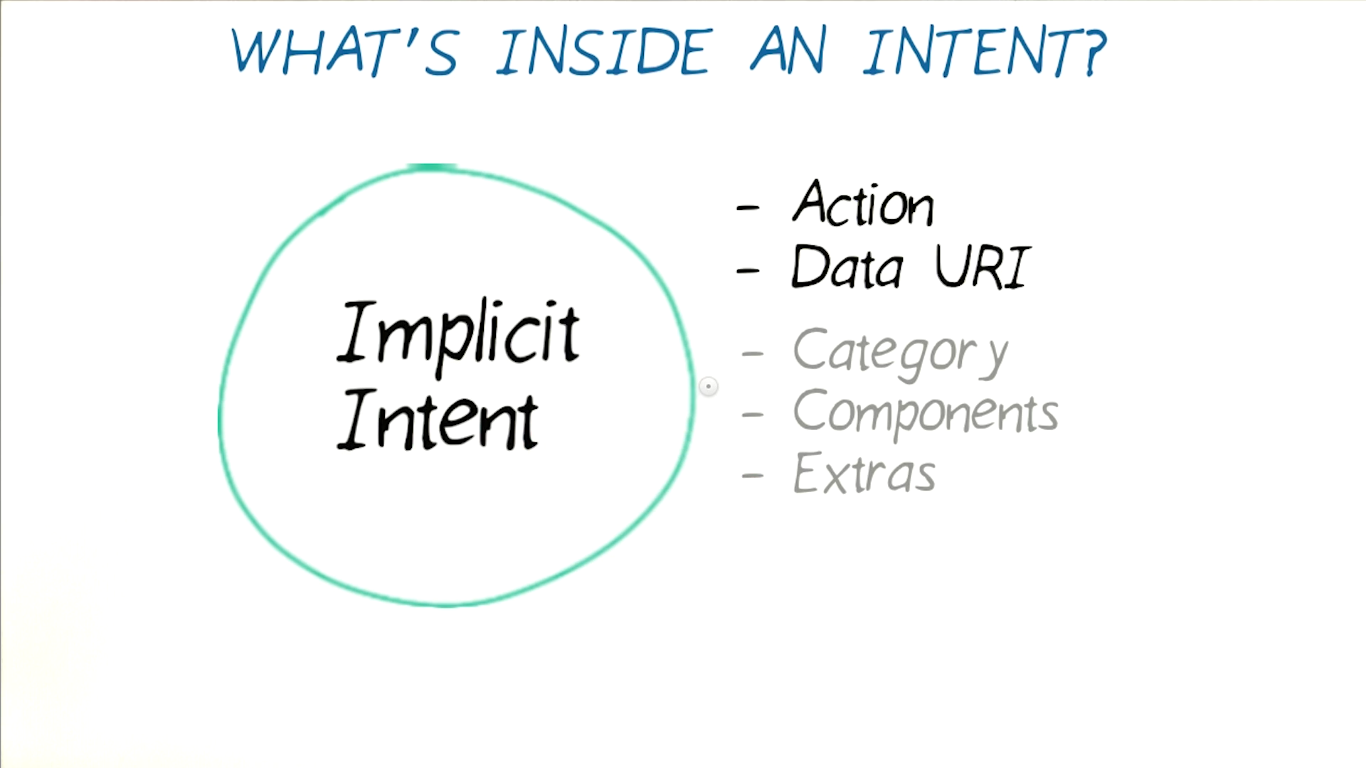 WHAT'S INSIDE AN INTENT?
Implicit
Intent
- Action
- Data URI
- Category
- Components
- Extras